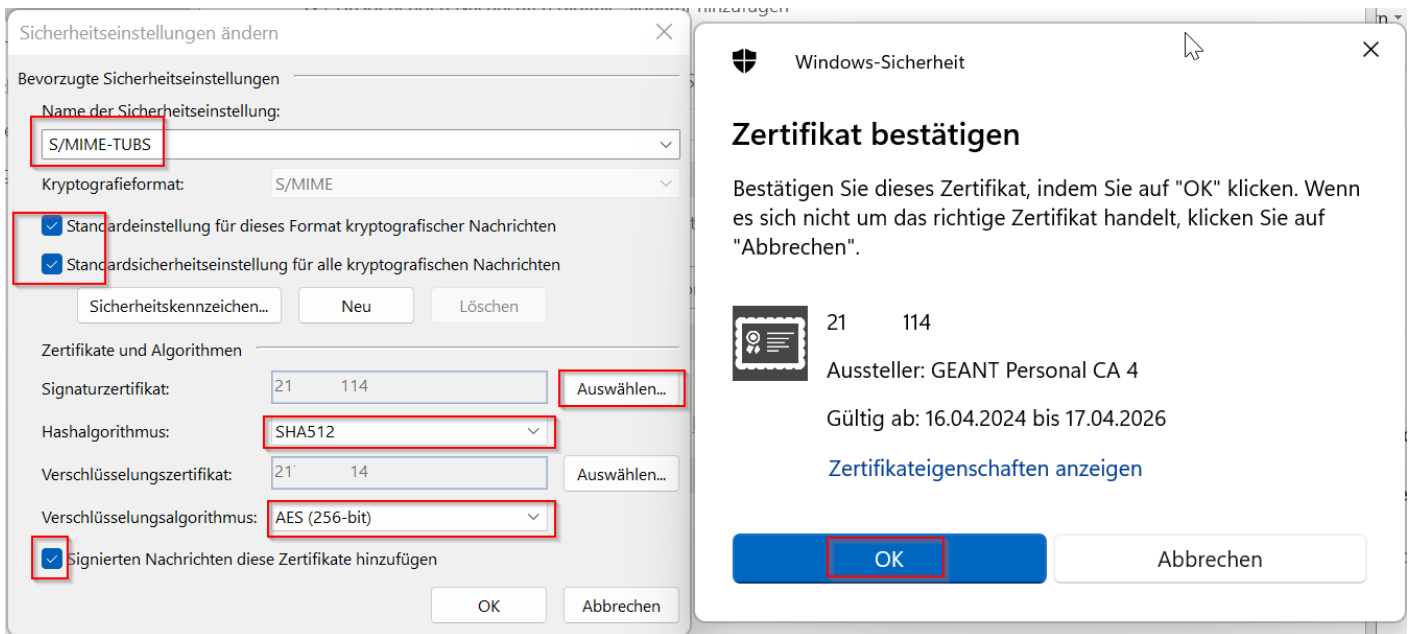 hinzufügen
Sicherheitseinstellungen ändern
Bevorzugte Sicherheitseinstellungen
Name der Sicherheitseinstellung:
S/MIME-TUBS
Kryptografieformat: S/MIME
Standardeinstellung für dieses Format kryptografischer Nachrichten
Standardsicherheitseinstellung für alle kryptografischen Nachrichten
Sicherheitskennzeichen... Neu Löschen
Zertifikate und Algorithmen
Signaturzertifikat: 21 114 Auswählen...
Hashalgorithmus: SHA512
Verschlüsselungszertifikat: 21 14 Auswählen...
Verschlüsselungsalgorithmus: AES (256-bit)
Signierten Nachrichten diese Zertifikate hinzufügen
OK Abbrechen
Windows-Sicherheit
Zertifikat bestätigen
Bestätigen Sie dieses Zertifikat, indem Sie auf "OK" klicken. Wenn
es sich nicht um das richtige Zertifikat handelt, klicken Sie auf
"Abbrechen".
21 114
Aussteller: GEANT Personal CA 4
Gültig ab: 16.04.2024 bis 17.04.2026
Zertifikateigenschaften anzeigen
OK Abbrechen